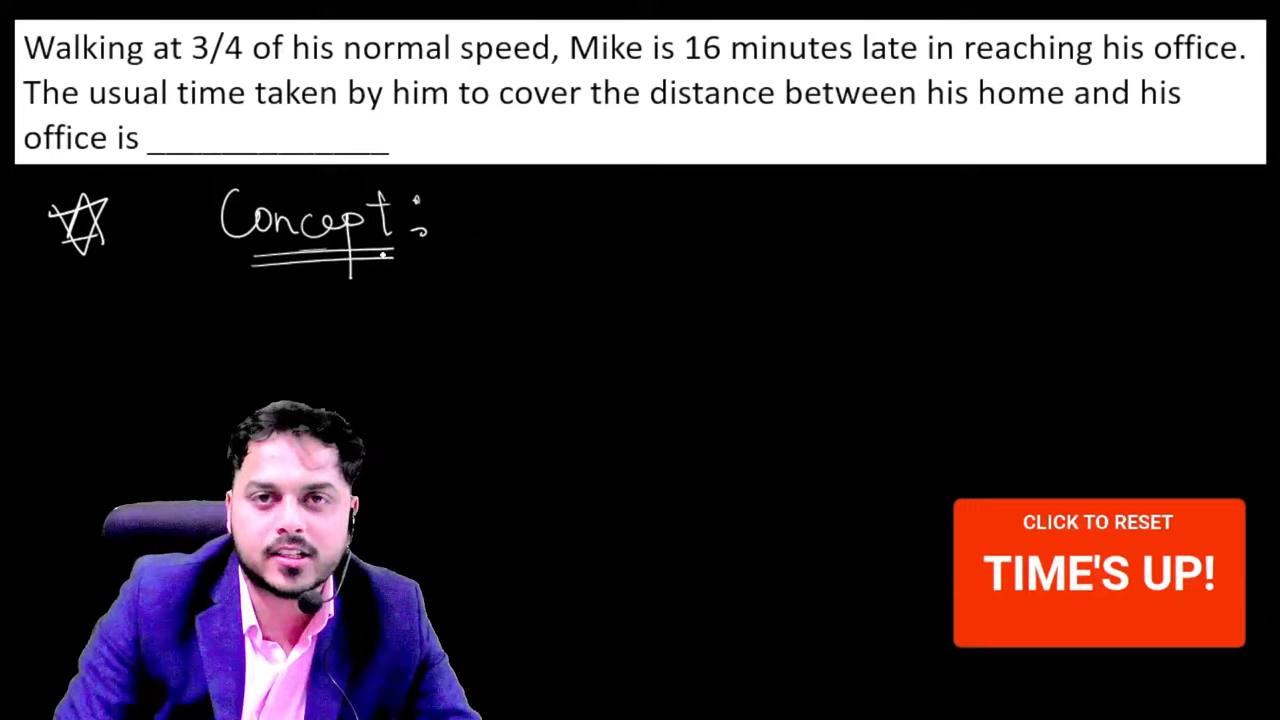 Walking at 3/4 of his normal speed, Mike is 16 minutes late in reaching his office.
The usual time taken by him to cover the distance between his home and his
office is _____________
Concept :
CLICK TO RESET
TIME'S UP!